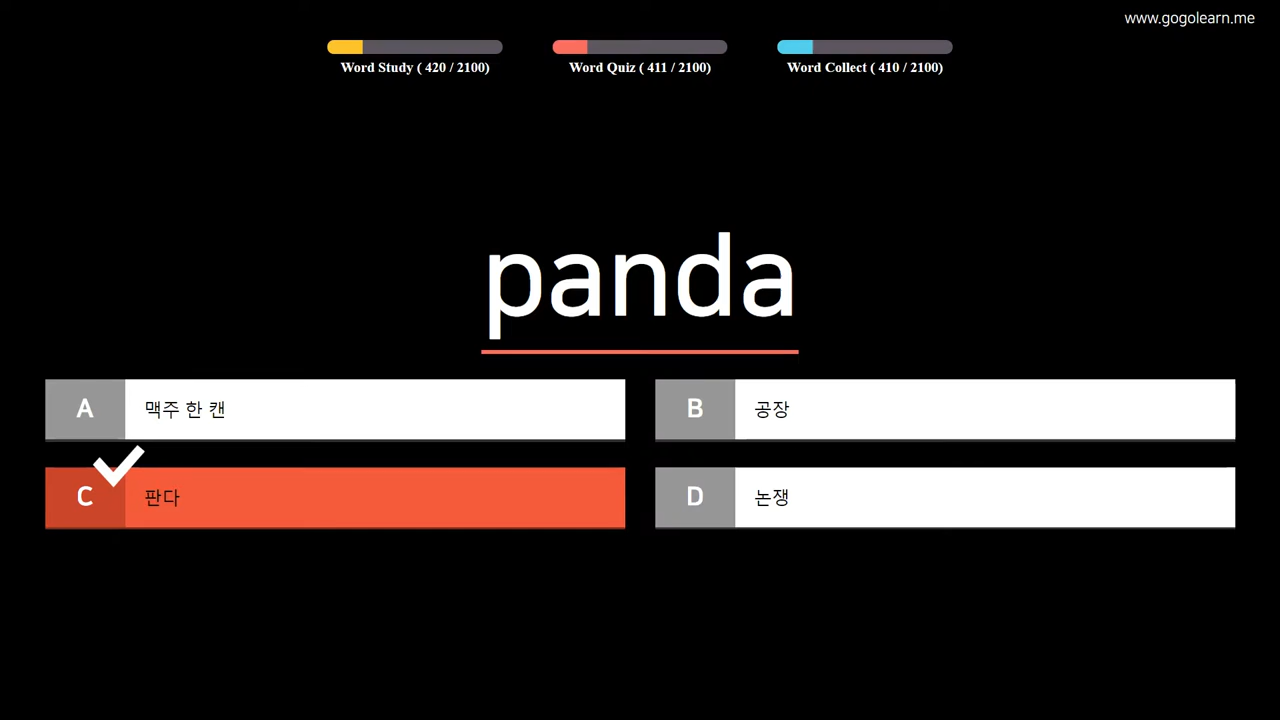 www.gogolearn.me
Word Study ( 420 / 2100)
Word Quiz ( 411 / 2100)
Word Collect ( 410 / 2100)
panda
A 맥주 한 캔
B 공장
C 판다
D 논쟁